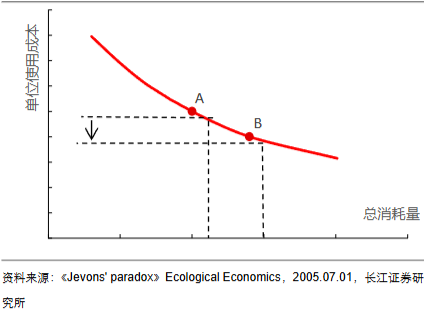 单位使用成本
A
B
总消耗量
资料来源：《Jevons' paradox》 Ecological Economics，2005.07.01，长江证券研
究所